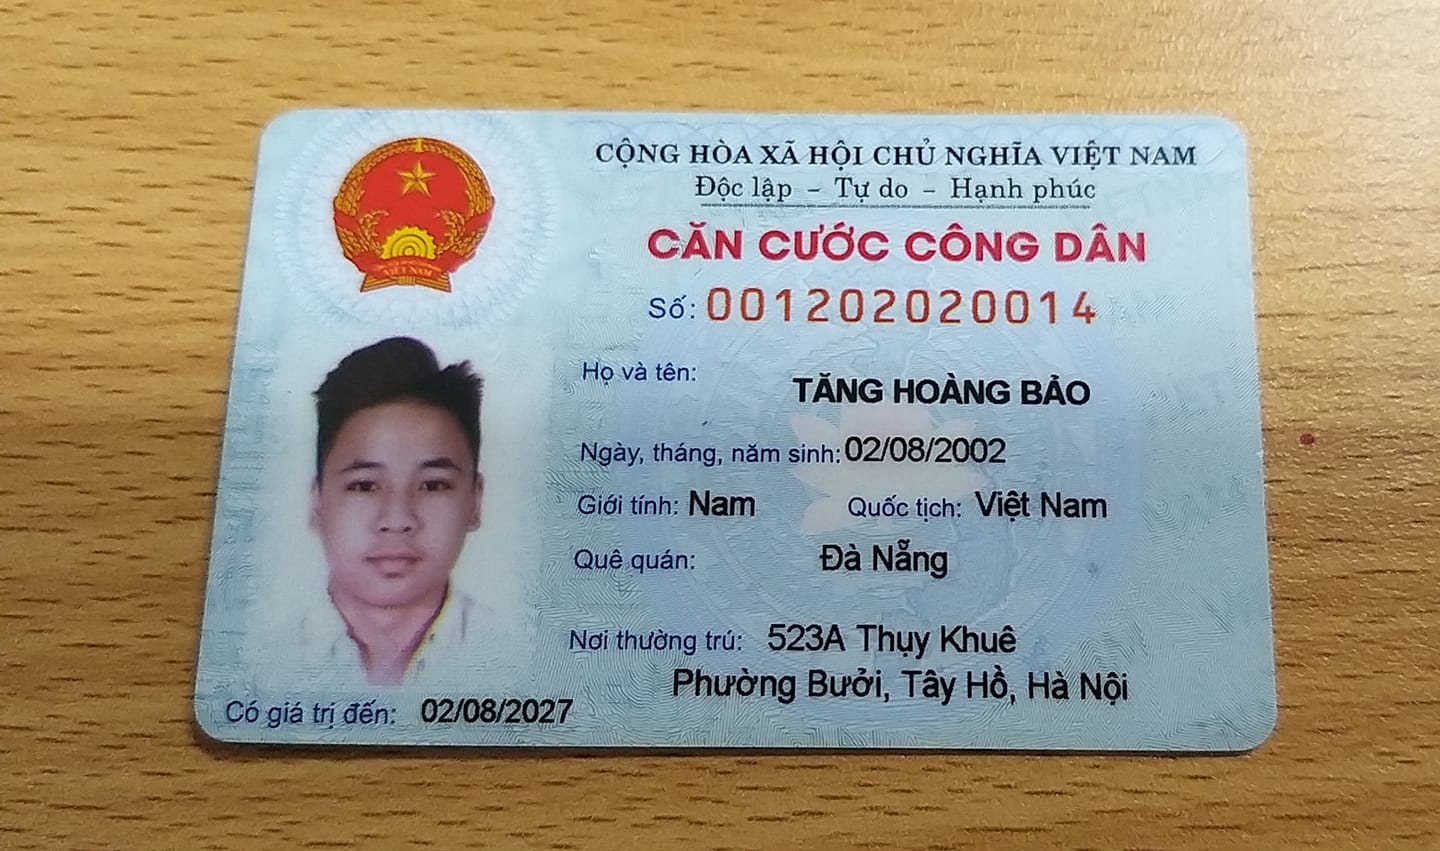 CỘNG HÒA XÃ HỘI CHỦ NGHĨA VIỆT NAM
Độc lập – Tự do – Hạnh phúc
CĂN CƯỚC CÔNG DÂN
Số: 001202020014
Họ và tên: TĂNG HOÀNG BẢO
Ngày, tháng, năm sinh: 02/08/2002
Giới tính: Nam Quốc tịch: Việt Nam
Quê quán: Đà Nẵng
Nơi thường trú: 523A Thụy Khuê
Phường Bưởi, Tây Hồ, Hà Nội
Có giá trị đến: 02/08/2027